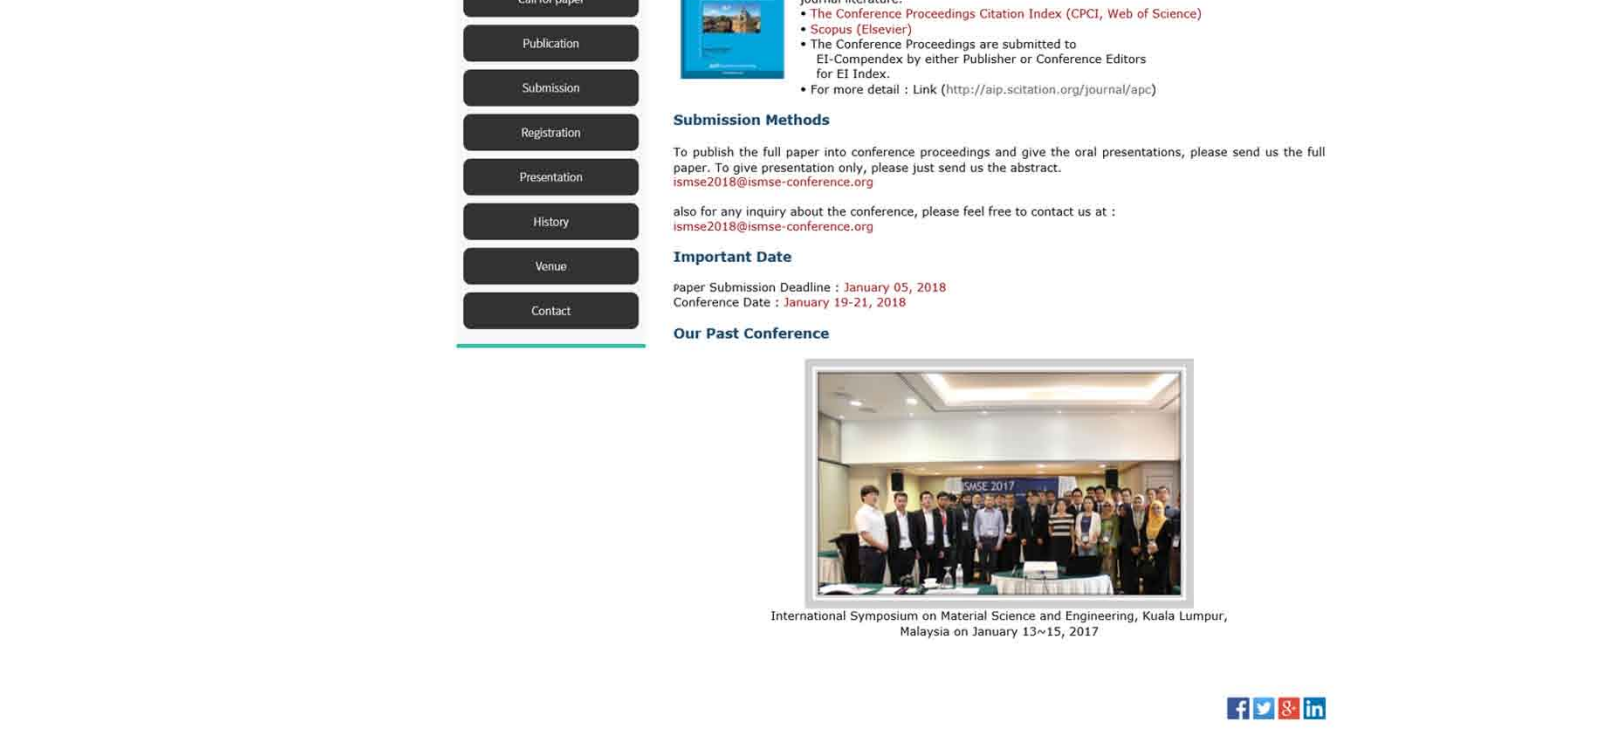 Call for paper
Publication
Submission
Registration
Presentation
History
Venue
Contact
journal literature.
• The Conference Proceedings Citation Index (CPCI, Web of Science)
• Scopus (Elsevier)
• The Conference Proceedings are submitted to
EI-Compendex by either Publisher or Conference Editors
for EI Index.
• For more detail : Link (http://aip.scitation.org/journal/apc)
Submission Methods
To publish the full paper into conference proceedings and give the oral presentations, please send us the full
paper. To give presentation only, please just send us the abstract.
ismse2018@ismse-conference.org
also for any inquiry about the conference, please feel free to contact us at :
ismse2018@ismse-conference.org
Important Date
Paper Submission Deadline : January 05, 2018
Conference Date : January 19-21, 2018
Our Past Conference
ISMSE 2017
International Symposium on Material Science and Engineering, Kuala Lumpur,
Malaysia on January 13~15, 2017